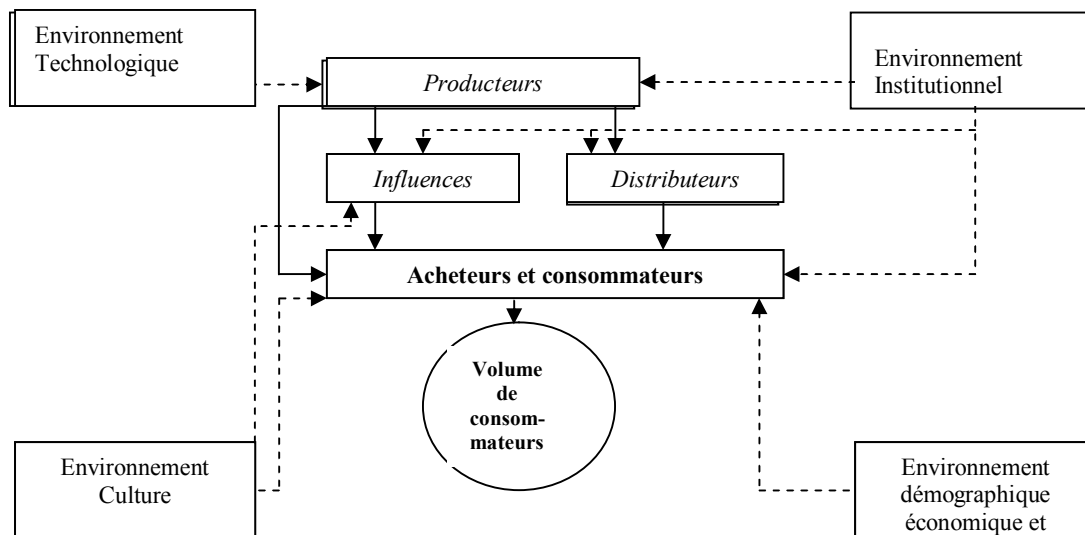 Environnement
Technologique
Environnement
Institutionnel
Producteurs
Influences
Distributeurs
Acheteurs et consommateurs
Volume
de
consom-
mateurs
Environnement
Culture
Environnement
démographique
économique et